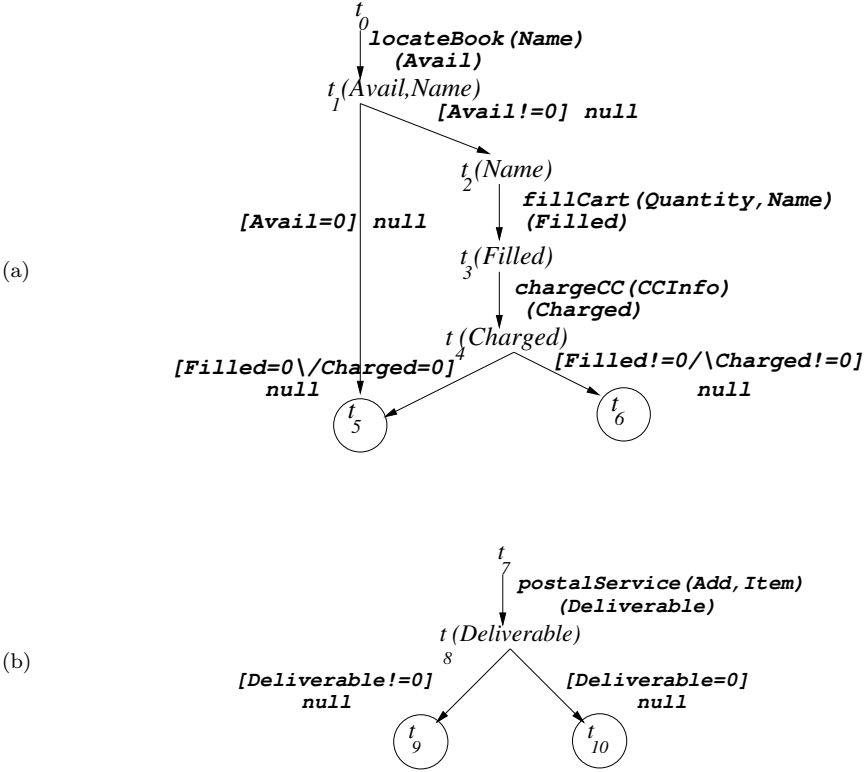 t0
locateBook(Name)
(Avail)
t1(Avail,Name)
[Avail!=0] null
t2(Name)
[Avail=0] null
fillCart(Quantity,Name)
(Filled)
t3(Filled)
(a)
chargeCC(CCInfo)
(Charged)
t4(Charged)
[Filled=0\/Charged=0]
null
[Filled!=0/\Charged!=0]
null
t5
t6
t7
postalService(Add,Item)
(Deliverable)
t8(Deliverable)
(b)
[Deliverable!=0]
null
[Deliverable=0]
null
t9
t10